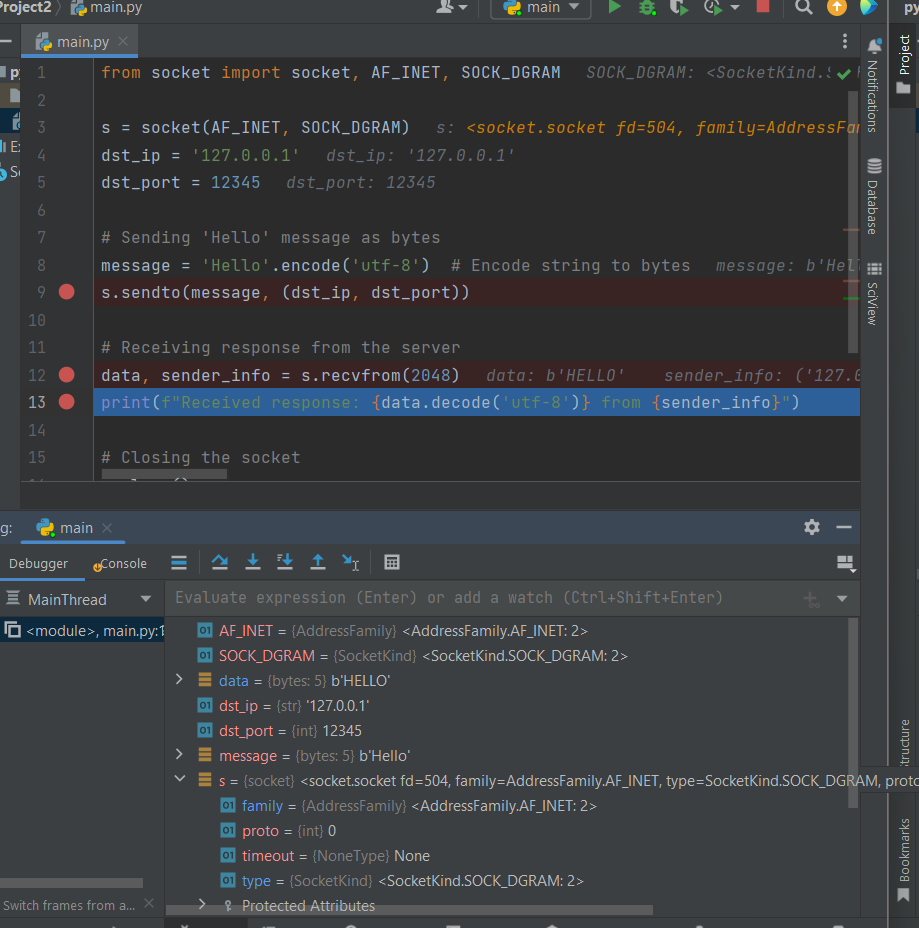 Project2 main.py main py
main.py
Project
Notifications
Database
SciView
1 from socket import socket, AF_INET, SOCK_DGRAM SOCK_DGRAM: <SocketKind.
2
3 s = socket(AF_INET, SOCK_DGRAM) s: <socket.socket fd=504, family=AddressFa
4 dst_ip = '127.0.0.1' dst_ip: '127.0.0.1'
5 dst_port = 12345 dst_port: 12345
6
7 # Sending 'Hello' message as bytes
8 message = 'Hello'.encode('utf-8') # Encode string to bytes message: b'Hel
9 s.sendto(message, (dst_ip, dst_port))
10
11 # Receiving response from the server
12 data, sender_info = s.recvfrom(2048) data: b'HELLO' sender_info: ('127.0
13 print(f"Received response: {data.decode('utf-8')} from {sender_info}")
14
15 # Closing the socket
g: main
Debugger Console
MainThread
Evaluate expression (Enter) or add a watch (Ctrl+Shift+Enter)
<module>, main.py:1
AF_INET = {AddressFamily} <AddressFamily.AF_INET: 2>
SOCK_DGRAM = {SocketKind} <SocketKind.SOCK_DGRAM: 2>
data = {bytes: 5} b'HELLO'
dst_ip = {str} '127.0.0.1'
dst_port = {int} 12345
message = {bytes: 5} b'Hello'
s = {socket} <socket.socket fd=504, family=AddressFamily.AF_INET, type=SocketKind.SOCK_DGRAM, proto
family = {AddressFamily} <AddressFamily.AF_INET: 2>
proto = {int} 0
timeout = {NoneType} None
type = {SocketKind} <SocketKind.SOCK_DGRAM: 2>
Protected Attributes
Switch frames from a...
tructure
Bookmarks